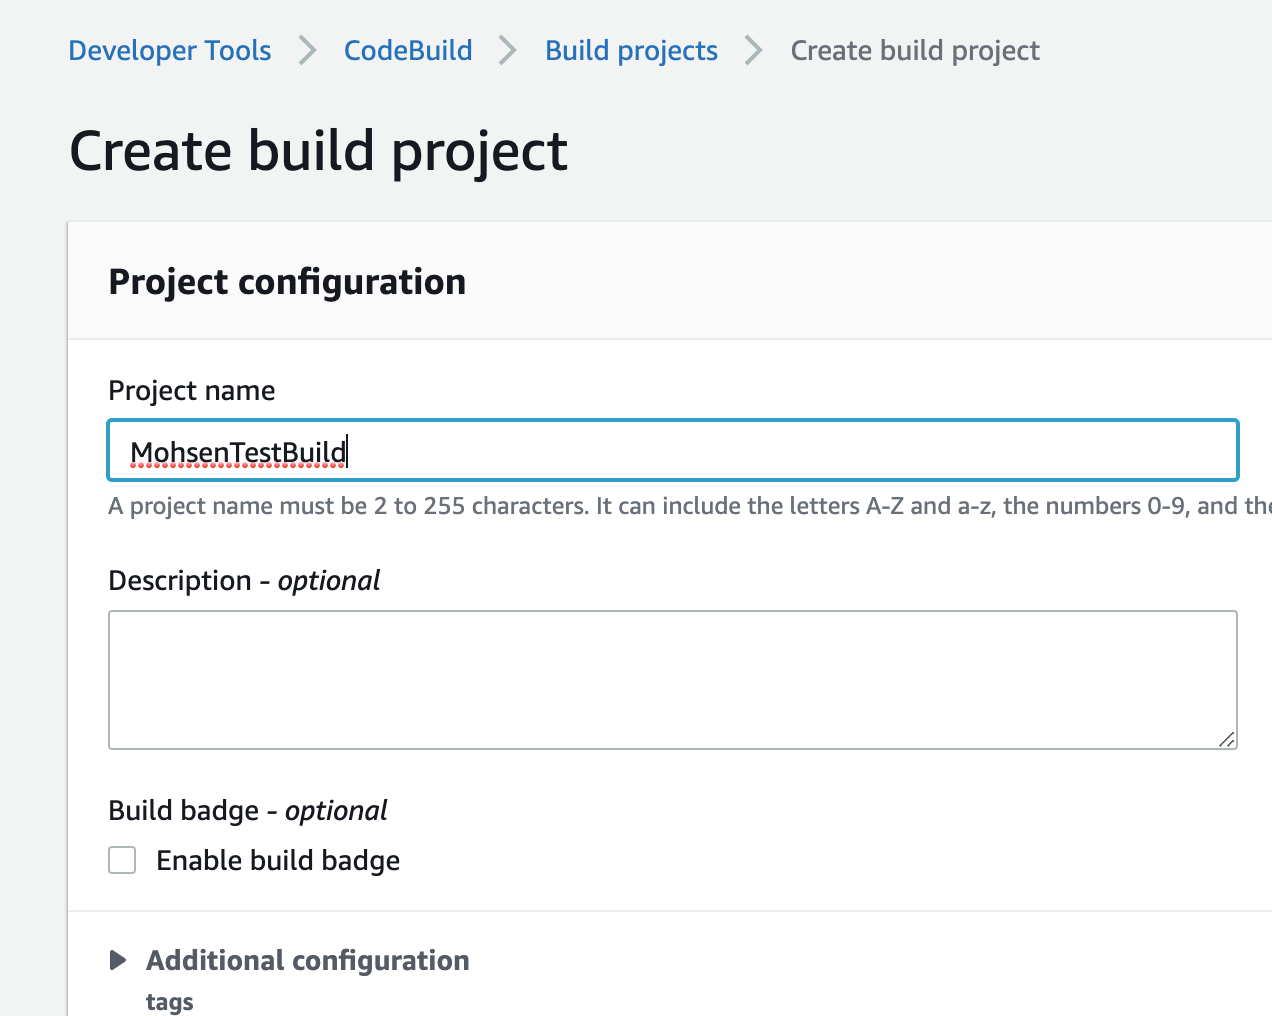 Developer Tools > CodeBuild > Build projects > Create build project
Create build project
Project configuration
Project name
MohsenTestBuild
A project name must be 2 to 255 characters. It can include the letters A-Z and a-z, the numbers 0-9, and
Description - optional
Build badge - optional
Enable build badge
Additional configuration
tags